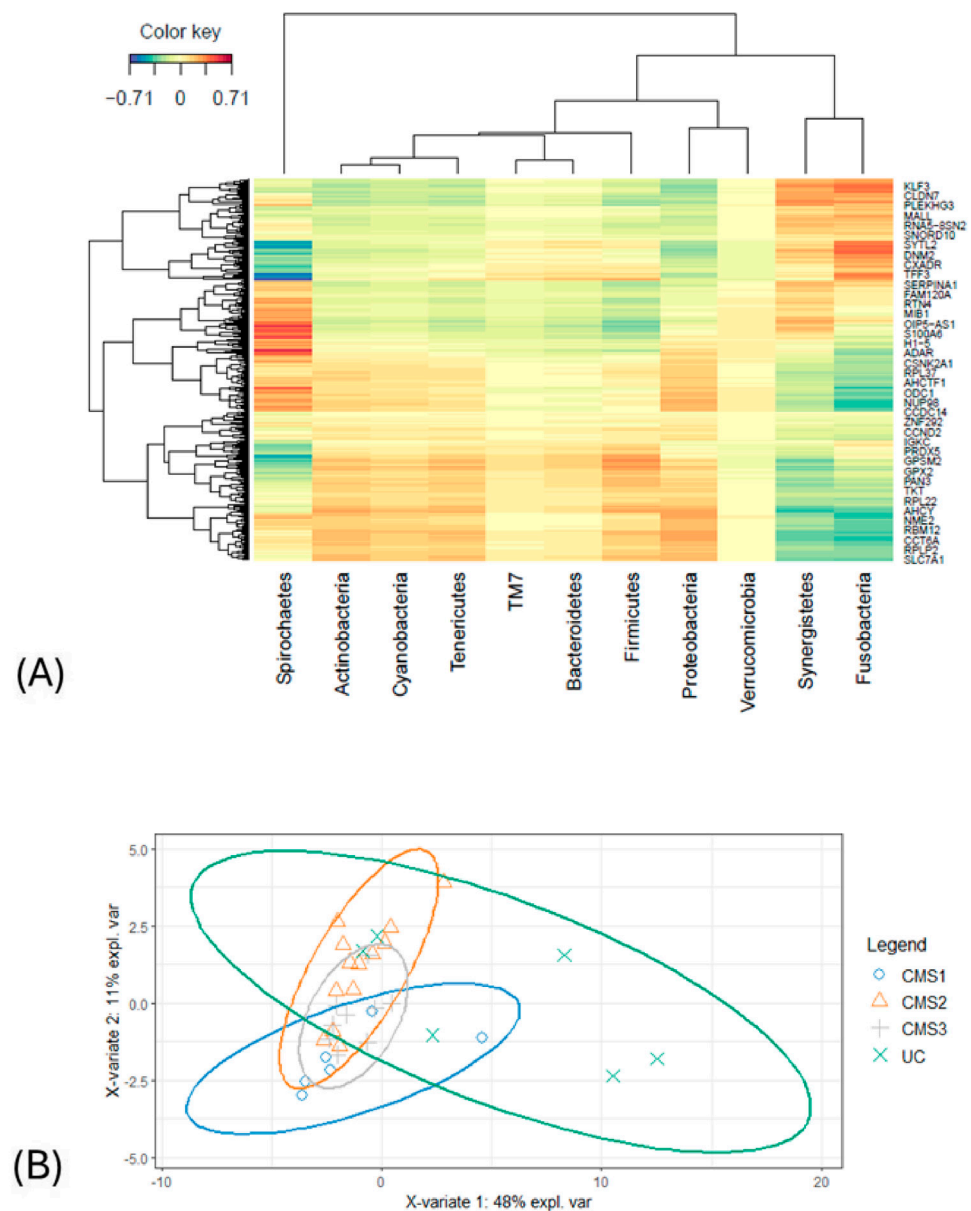 Color key
−0.71 0 0.71
KLF3
CLDN7
PLEKHG3
MALL
RNA5-8SN2
SNORD10
SYTL2
DNM2
CXADR
TFF3
SERPINA1
FAM120A
RTN4
MIB1
OIP5-AS1
S100A6
H1-5
ADAR
CSNK2A1
RPL37
AHCTF1
ODC1
NUP98
CCDC14
ZNF292
CCND2
IGKC
PRDX5
GPSM2
GPX2
PAN3
TKT
RPL22
AHCY
NME2
RBM12
CCT6A
RPLP2
SLC7A1
Spirochaetes
Actinobacteria
Cyanobacteria
Tenericutes
TM7
Bacteroidetes
Firmicutes
Proteobacteria
Verrucomicrobia
Synergistetes
Fusobacteria
(A)
5.0
2.5
0.0
-2.5
-5.0
X-variate 2: 11% expl. var
-10 0 10 20
X-variate 1: 48% expl. var
Legend
CMS1
CMS2
CMS3
UC
(B)